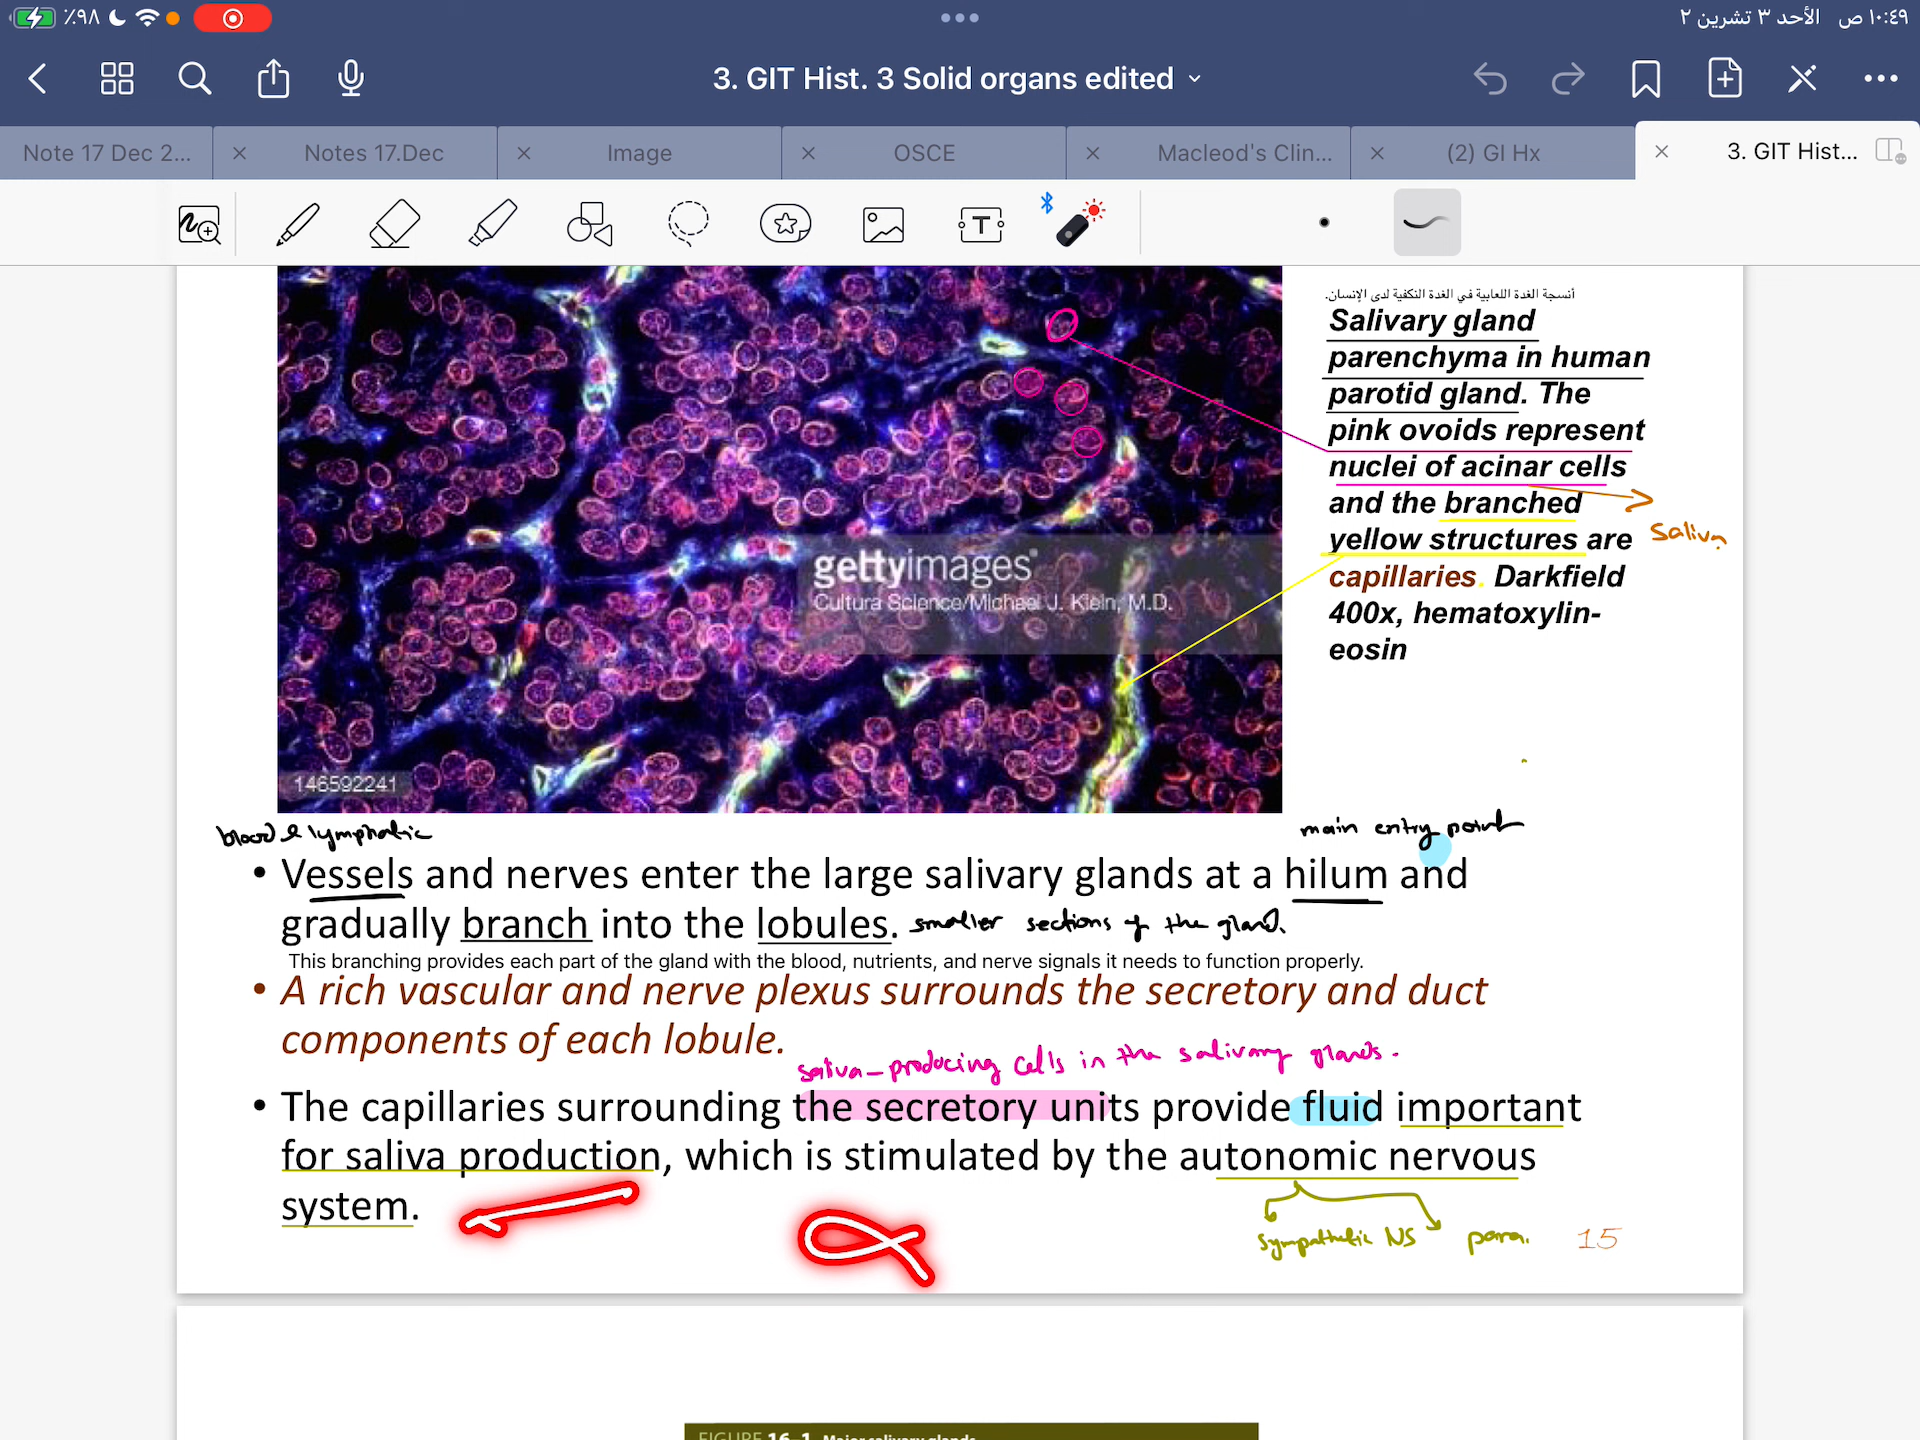 ٪٩٨
١٠:٤٩ ص الأحد ٣ تشرين ٢
3. GIT Hist. 3 Solid organs edited
Note 17 Dec 2...
Notes 17.Dec
Image
OSCE
Macleod's Clin...
(2) GI Hx
3. GIT Hist...
أنسجة الغدة اللعابية في الغدة النكفية لدى الإنسان.
Salivary gland
parenchyma in human
parotid gland. The
pink ovoids represent
nuclei of acinar cells
and the branched
yellow structures are
capillaries. Darkfield
400x, hematoxylin-
eosin
Saliva
gettyimages®
Cultura Science/Michael J. Klein, M.D.
146592241
blood & lymphatic
main entry point
• Vessels and nerves enter the large salivary glands at a hilum and
gradually branch into the lobules. smaller sections of the gland.
This branching provides each part of the gland with the blood, nutrients, and nerve signals it needs to function properly.
• A rich vascular and nerve plexus surrounds the secretory and duct
components of each lobule.
saliva-producing cells in the salivary glands.
• The capillaries surrounding the secretory units provide fluid important
for saliva production, which is stimulated by the autonomic nervous
system.
sympathetic NS
para.
15
FIGURE 16-1 Major salivary glands